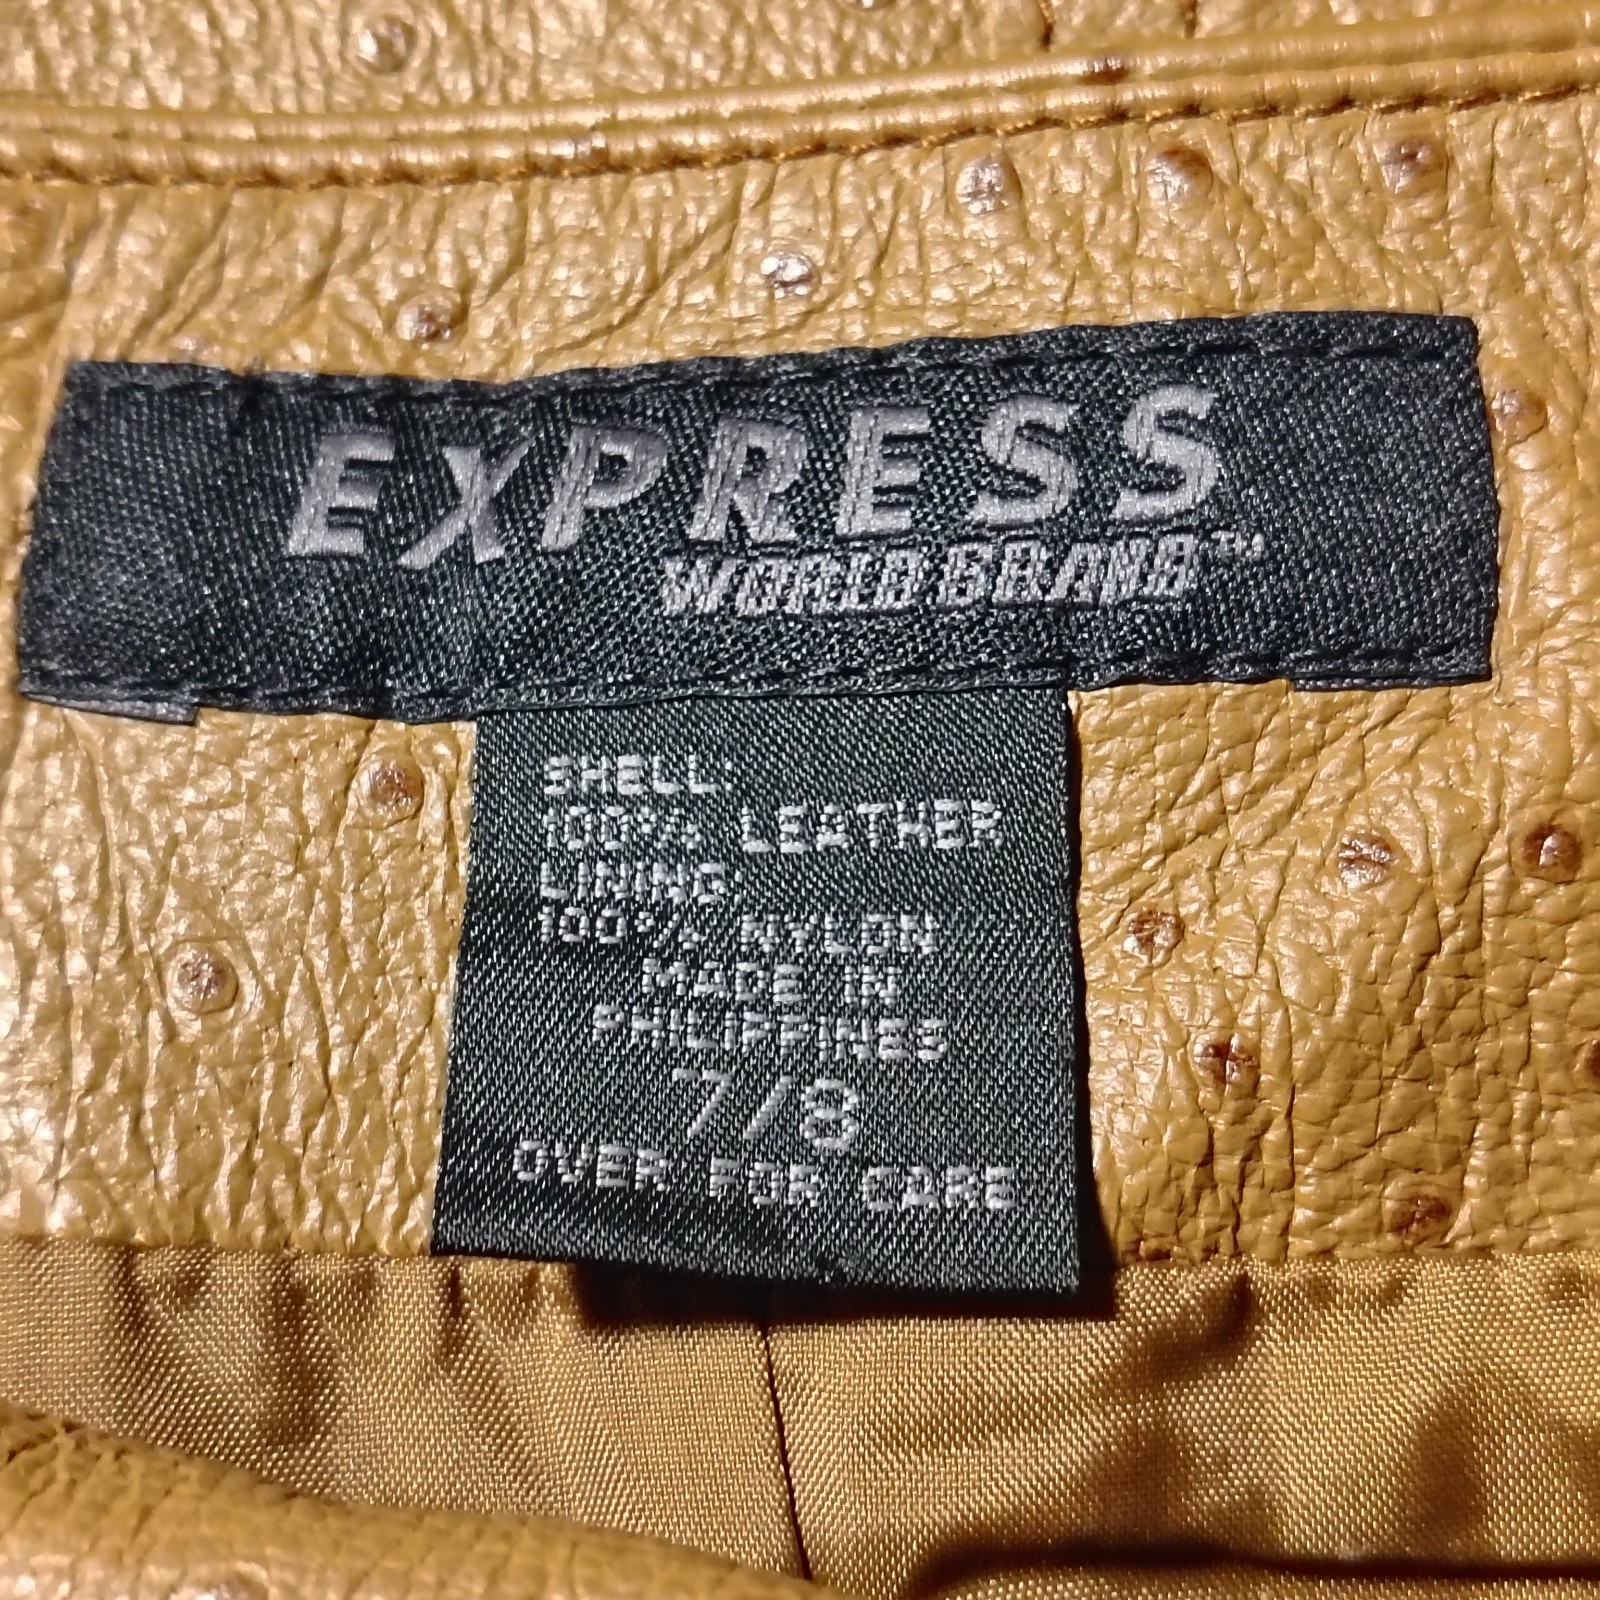 EXPRESS
WORLD BRAND™
SHELL:
100% LEATHER
LINING
100% NYLON
MADE IN
PHILIPPINES
7/8
OVER FOR CARE